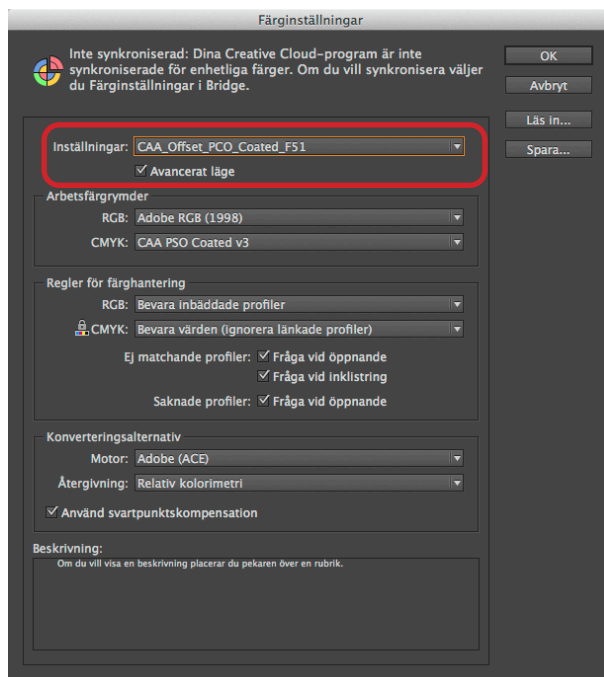 Färginställningar
Inte synkroniserad: Dina Creative Cloud-program är inte
synkroniserade för enhetliga färger. Om du vill synkronisera väljer
du Färginställningar i Bridge.
OK
Avbryt
Läs in...
Spara...
Inställningar: CAA_Offset_PCO_Coated_F51
Avancerat läge
Arbetsfärgrymder
RGB: Adobe RGB (1998)
CMYK: CAA PSO Coated v3
Regler för färghantering
RGB: Bevara inbäddade profiler
CMYK: Bevara värden (ignorera länkade profiler)
Ej matchande profiler: Fråga vid öppnande
Fråga vid inklistring
Saknade profiler: Fråga vid öppnande
Konverteringsalternativ
Motor: Adobe (ACE)
Återgivning: Relativ kolorimetri
Använd svartpunktskompensation
Beskrivning:
Om du vill visa en beskrivning placerar du pekaren över en rubrik.